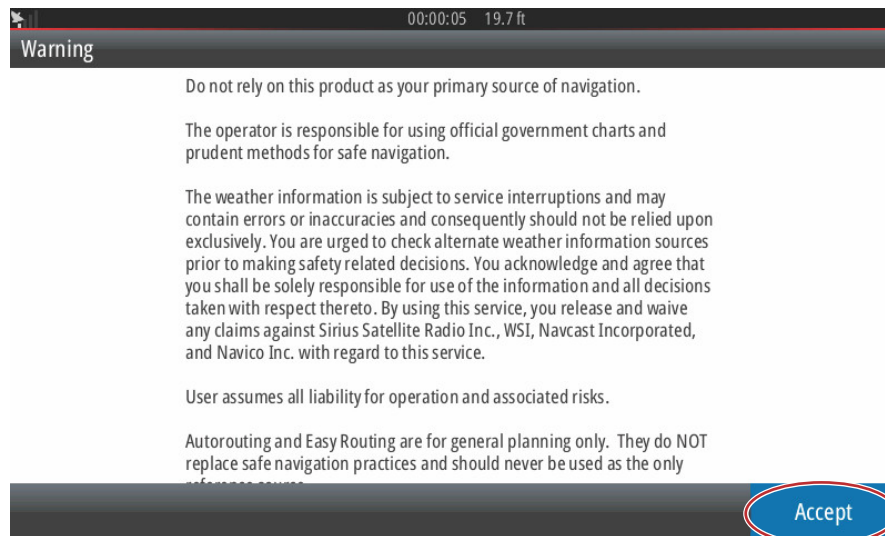 00:00:05 19.7 ft
Warning
Do not rely on this product as your primary source of navigation.
The operator is responsible for using official government charts and
prudent methods for safe navigation.
The weather information is subject to service interruptions and may
contain errors or inaccuracies and consequently should not be relied upon
exclusively. You are urged to check alternate weather information sources
prior to making safety related decisions. You acknowledge and agree that
you shall be solely responsible for use of the information and all decisions
taken with respect thereto. By using this service, you release and waive
any claims against Sirius Satellite Radio Inc., WSI, Navcast Incorporated,
and Navico Inc. with regard to this service.
User assumes all liability for operation and associated risks.
Autorouting and Easy Routing are for general planning only. They do NOT
replace safe navigation practices and should never be used as the only
Accept